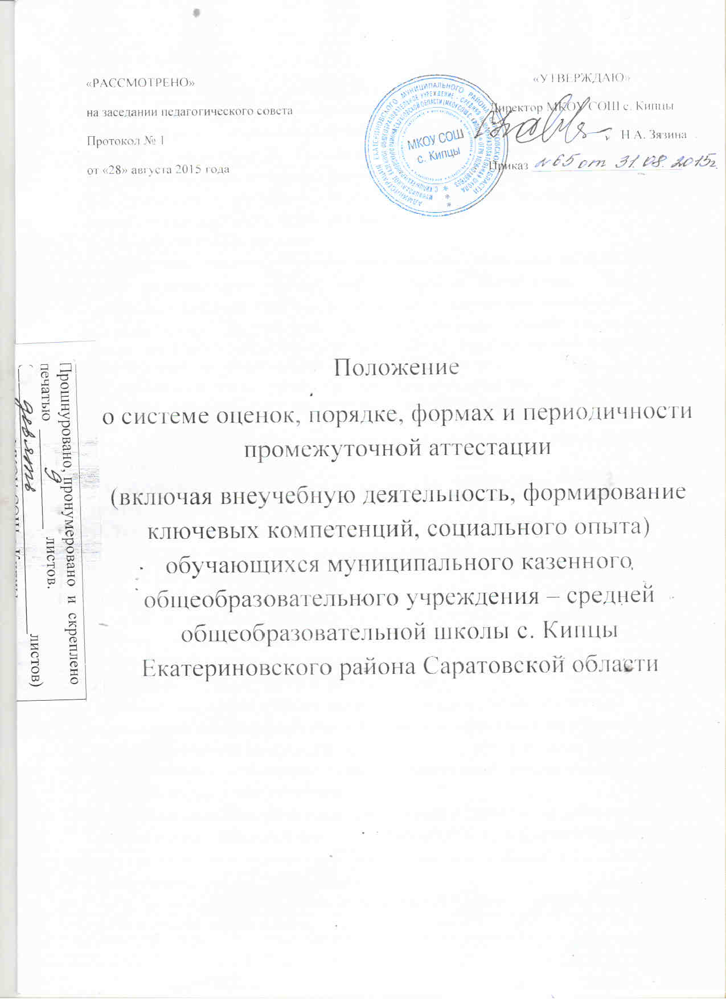 «РАССМОТРЕНО»
на заседании педагогического совета
Протокол № 1
от «28» августа 2015 года
«УТВЕРЖДАЮ»
Директор МКОУ СОШ с. Кипцы
Н А. Зязина
Приказ №65 от 31.08.2015г.
МКОУ СОШ
с. Кипцы
Положение
о системе оценок, порядке, формах и периодичности
промежуточной аттестации
(включая внеучебную деятельность, формирование
ключевых компетенций, социального опыта)
обучающихся муниципального казенного
общеобразовательного учреждения – средней
общеобразовательной школы с. Кипцы
Екатериновского района Саратовской области
Прошнуровано, пронумеровано и скреплено
печатью 9 листов.
( девять листов)